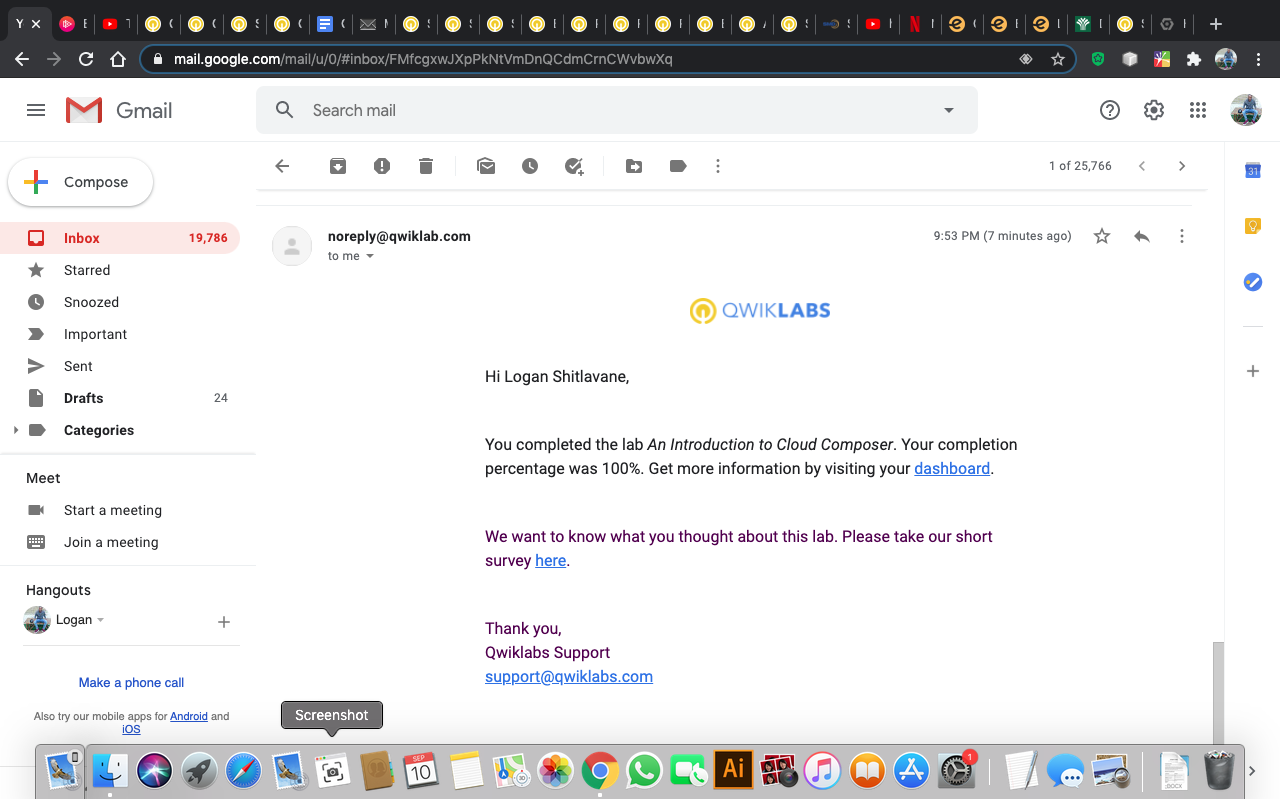 Y
mail.google.com/mail/u/0/#inbox/FMfcgxwJXpPkNtVmDnQCdmCrnCWvbwXq
Gmail
Search mail
Compose
1 of 25,766
31
Inbox 19,786
Starred
Snoozed
Important
Sent
Drafts 24
Categories
Meet
Start a meeting
Join a meeting
Hangouts
Logan
Make a phone call
Also try our mobile apps for Android and
iOS
noreply@qwiklab.com
9:53 PM (7 minutes ago)
to me
QWIKLABS
Hi Logan Shitlavane,
You completed the lab An Introduction to Cloud Composer. Your completion
percentage was 100%. Get more information by visiting your dashboard.
We want to know what you thought about this lab. Please take our short
survey here.
Thank you,
Qwiklabs Support
support@qwiklabs.com
Screenshot
SEP
10
Ai
1
.DOCX